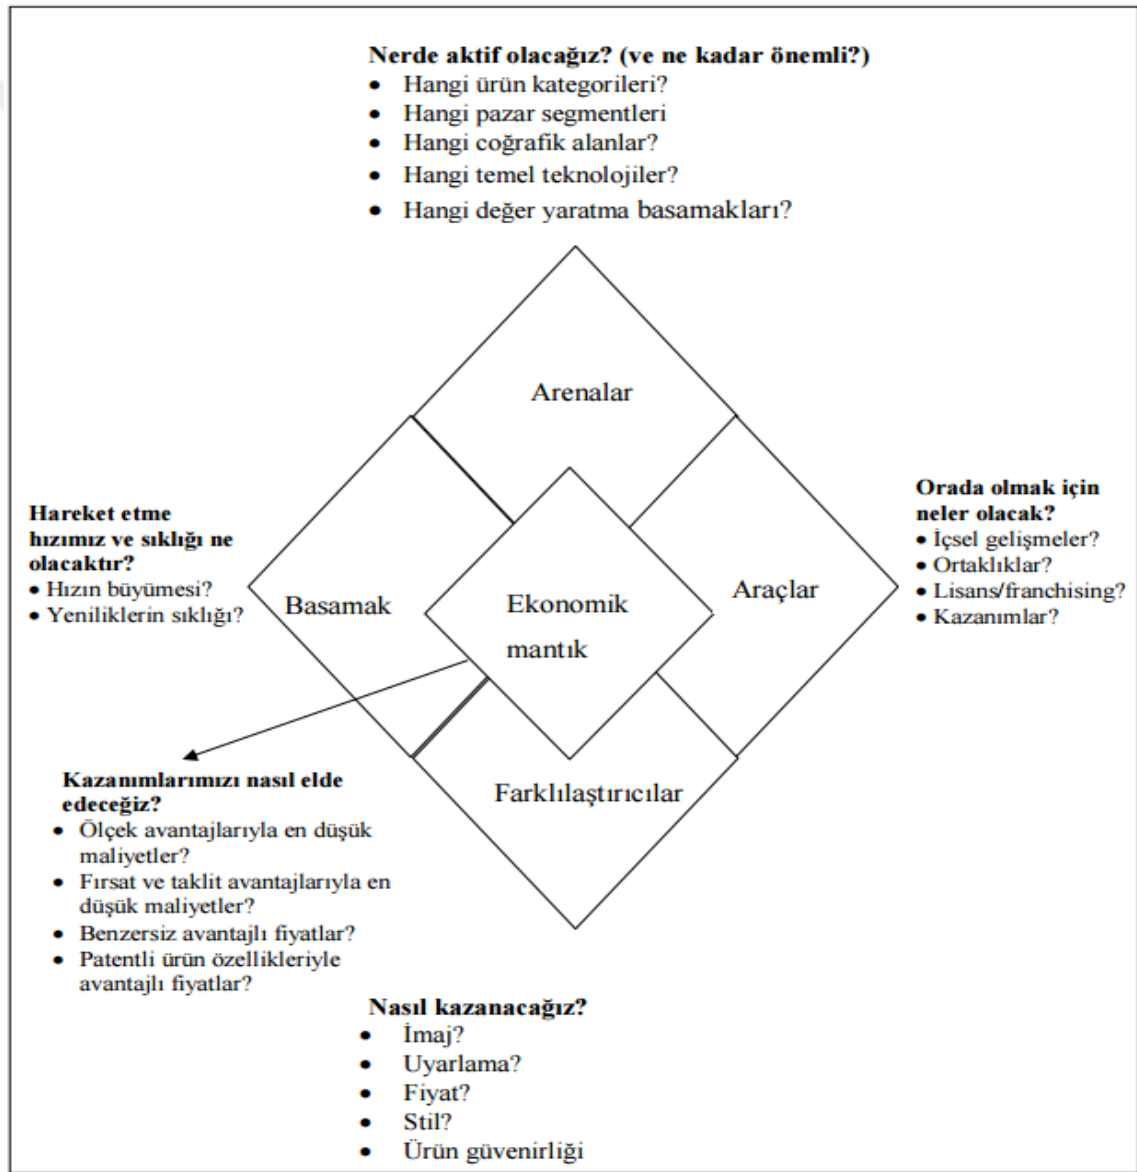 Nerde aktif olacağız? (ve ne kadar önemli?)
• Hangi ürün kategorileri?
• Hangi pazar segmentleri
• Hangi coğrafik alanlar?
• Hangi temel teknolojiler?
• Hangi değer yaratma basamakları?
Arenalar
Hareket etme
hızımız ve sıklığı ne
olacaktır?
• Hızın büyümesi?
• Yeniliklerin sıklığı?
Basamak
Ekonomik
mantık
Araçlar
Orada olmak için
neler olacak?
• İçsel gelişmeler?
• Ortaklıklar?
• Lisans/franchising?
• Kazanımlar?
Farklılaştırıcılar
Kazanımlarımızı nasıl elde
edeceğiz?
• Ölçek avantajlarıyla en düşük
maliyetler?
• Fırsat ve taklit avantajlarıyla en
düşük maliyetler?
• Benzersiz avantajlı fiyatlar?
• Patentli ürün özellikleriyle
avantajlı fiyatlar?
Nasıl kazanacağız?
• İmaj?
• Uyarlama?
• Fiyat?
• Stil?
• Ürün güvenirliği